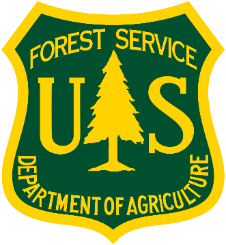 FOREST SERVICE
U S
DEPARTMENT OF AGRICULTURE